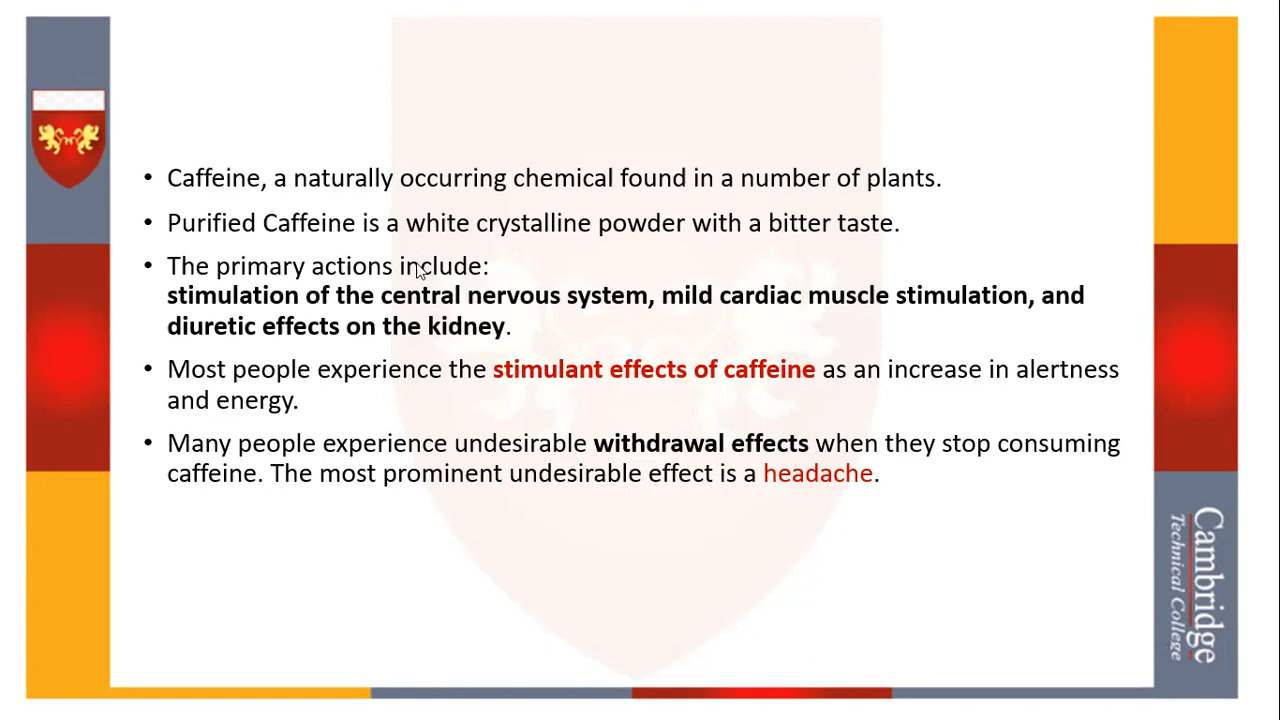 • Caffeine, a naturally occurring chemical found in a number of plants.
• Purified Caffeine is a white crystalline powder with a bitter taste.
• The primary actions include:
stimulation of the central nervous system, mild cardiac muscle stimulation, and
diuretic effects on the kidney.
• Most people experience the stimulant effects of caffeine as an increase in alertness
and energy.
• Many people experience undesirable withdrawal effects when they stop consuming
caffeine. The most prominent undesirable effect is a headache.
Cambridge
Technical College